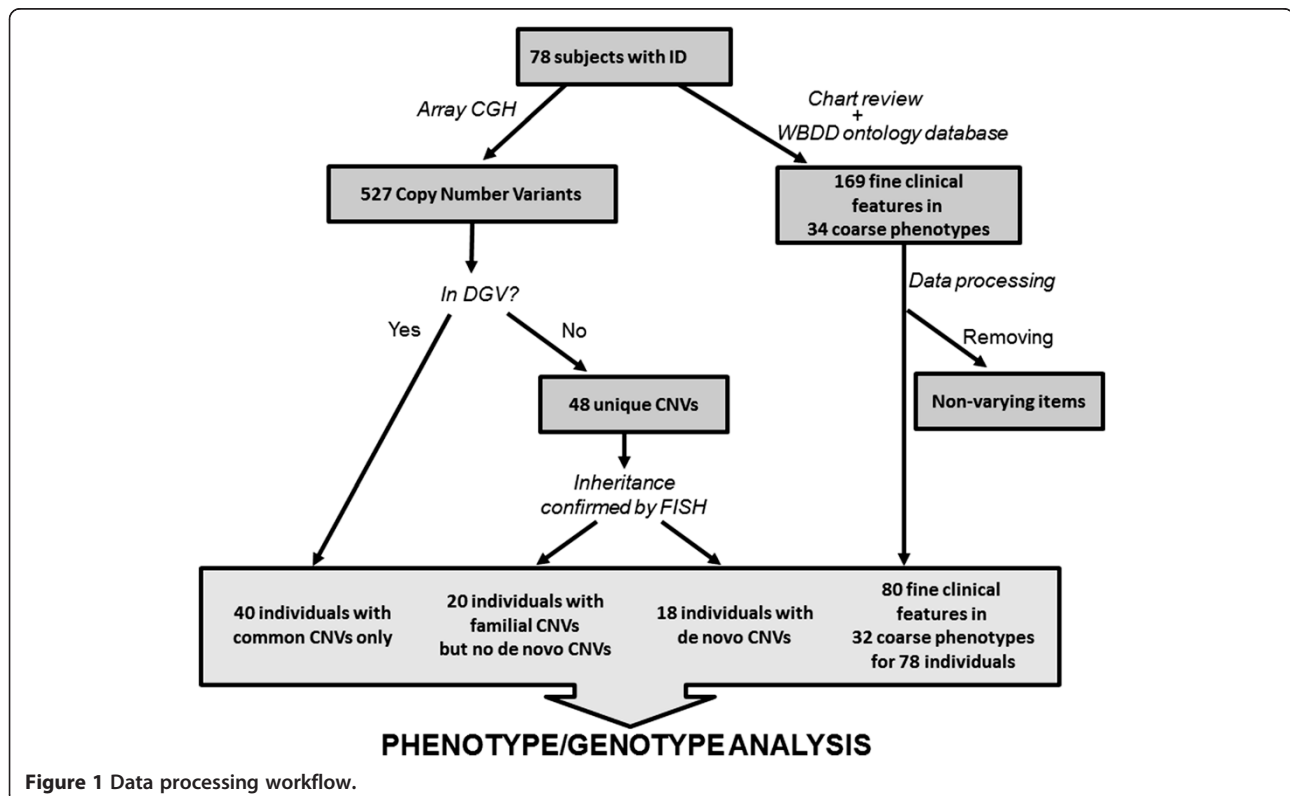 78 subjects with ID
Array CGH
Chart review
+
WBDD ontology database
527 Copy Number Variants
169 fine clinical
features in
34 coarse phenotypes
In DGV?
Data processing
Yes
No
Removing
48 unique CNVs
Non-varying items
Inheritance
confirmed by FISH
40 individuals with
common CNVs only
20 individuals with
familial CNVs
but no de novo CNVs
18 individuals with
de novo CNVs
80 fine clinical
features in
32 coarse phenotypes
for 78 individuals
PHENOTYPE/GENOTYPE ANALYSIS
Figure 1 Data processing workflow.